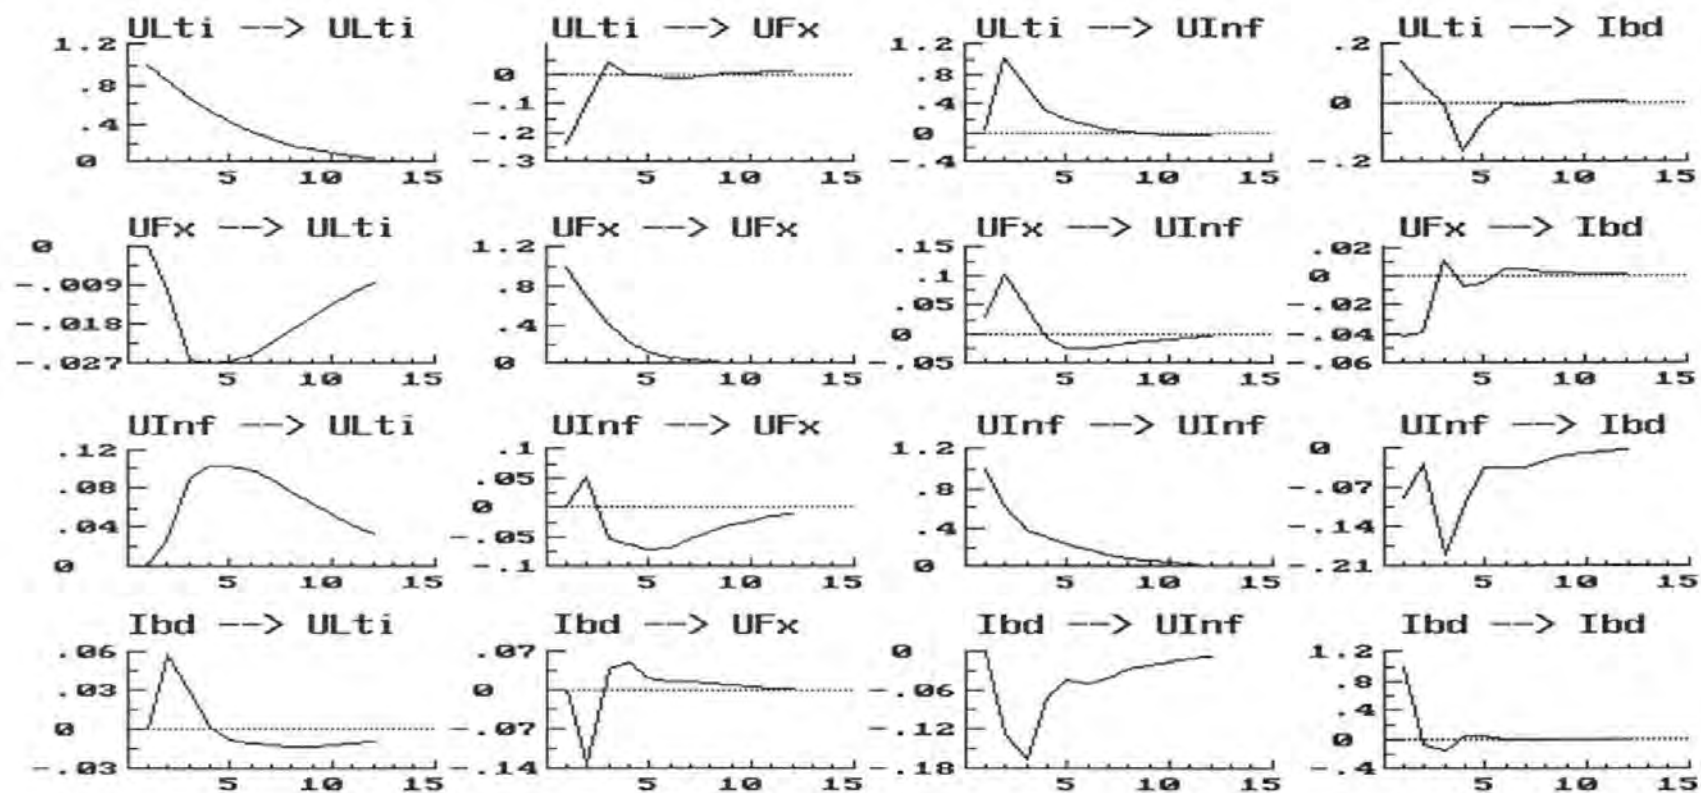 ULti --> ULti ULti --> UFx ULti --> UInf ULti --> Ibd
1.2 1.2 .2
.8 0 .8
-.1 .4 0
.4 -.2 0
0 -.3 -.4 -.2
5 10 15 5 10 15 5 10 15 5 10 15
UFx --> ULti UFx --> UFx UFx --> UInf UFx --> Ibd
0 1.2 .15 .02
-.009 .8 .1 0
.05 -.02
-.018 .4 0 -.04
-.027 0 -.05 -.06
5 10 15 5 10 15 5 10 15 5 10 15
UInf --> ULti UInf --> UFx UInf --> UInf UInf --> Ibd
.12 .1 1.2 0
.08 .05 .8 -.07
0
.04 -.05 .4 -.14
0 -.1 0 -.21
5 10 15 5 10 15 5 10 15 5 10 15
Ibd --> ULti Ibd --> UFx Ibd --> UInf Ibd --> Ibd
.06 .07 0 1.2
.03 0 -.06 .8
.4
0 -.07 -.12 0
-.03 -.14 -.18 -.4
5 10 15 5 10 15 5 10 15 5 10 15